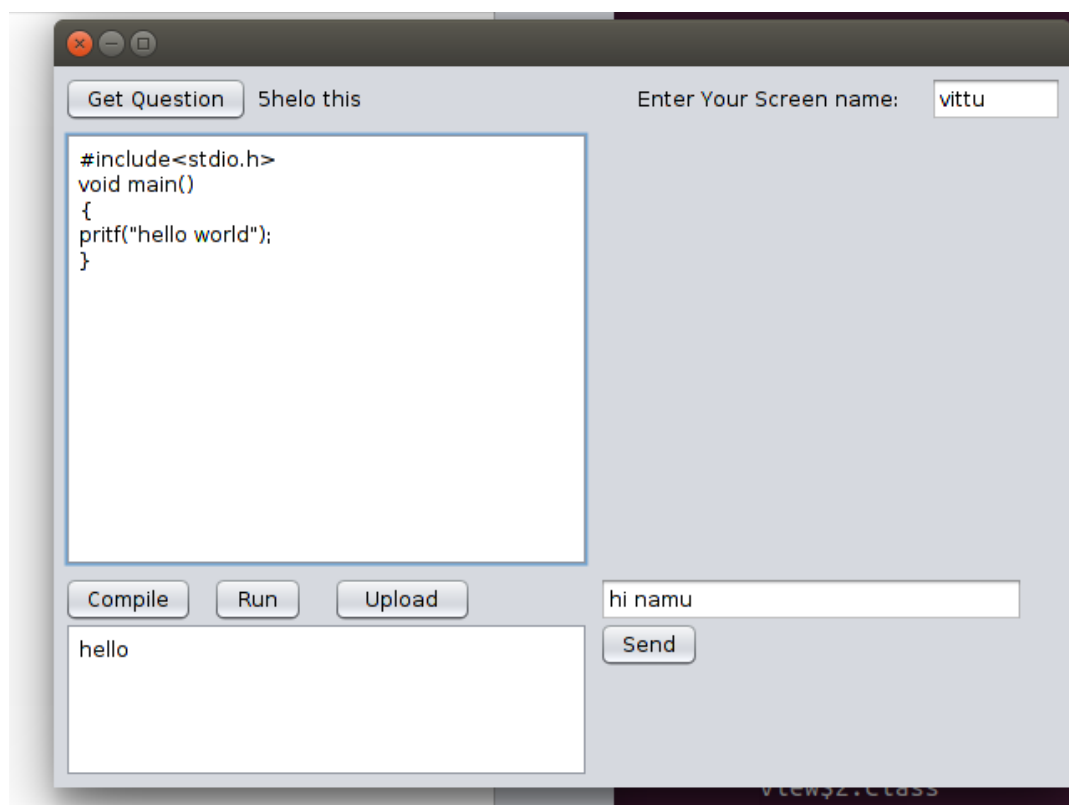 Get Question 5helo this Enter Your Screen name: vittu
#include<stdio.h>
void main()
{
pritf("hello world");
}
Compile Run Upload hi namu
hello Send
view$2.class